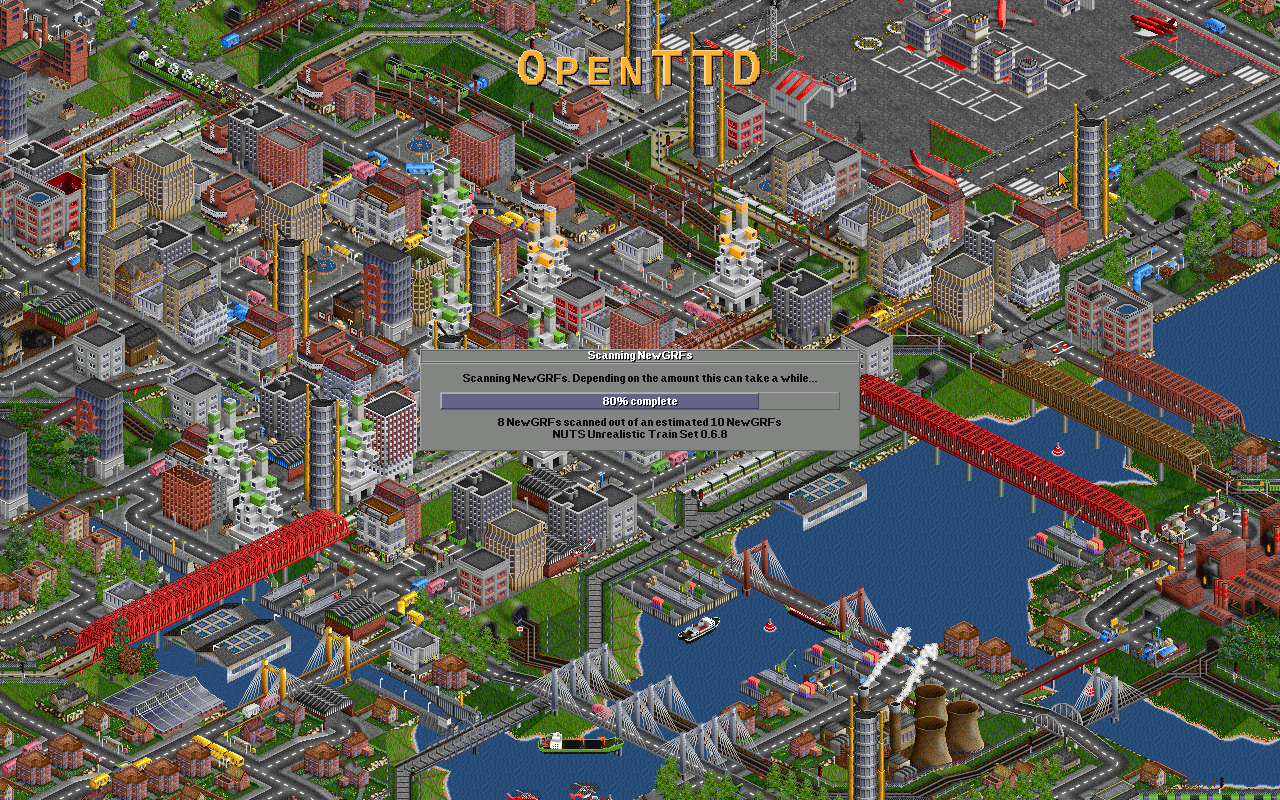 OPENTTD
Scanning NewGRFs
Scanning NewGRFs. Depending on the amount this can take a while...
80% complete
8 NewGRFs scanned out of an estimated 10 NewGRFs
NUTS Unrealistic Train Set 0.6.8